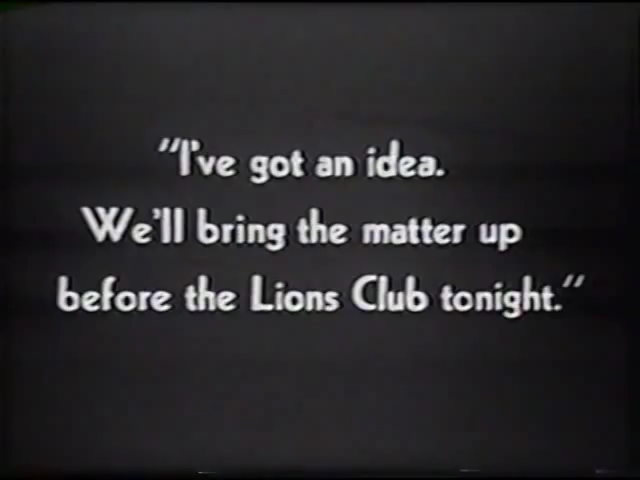 "I've got an idea.
We'll bring the matter up
before the Lions Club tonight."